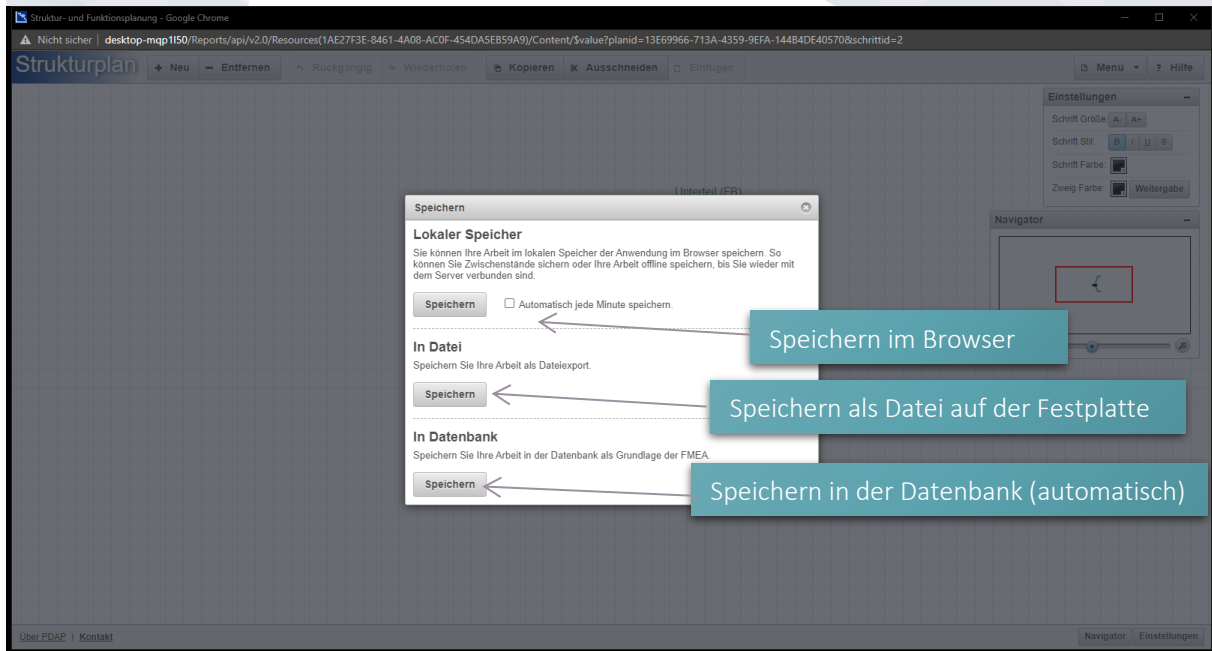 Struktur- und Funktionsplanung - Google Chrome
Nicht sicher | desktop-mqp1l50/Reports/api/v2.0/Resources(1AE27F3E-8461-4A08-AC0F-454DA5EB59A9)/Content/$value?planid=13E69966-713A-4359-9EFA-144B4DE40570&schrittid=2
Strukturplan + Neu − Entfernen Rückgängig Wiederholen Kopieren Ausschneiden Einfügen Menü ? Hilfe
Einstellungen
Schrift Größe: A- A+
Schrift Stil: B I U S
Schrift Farbe:
Zweig Farbe: Weitergabe
Unterteil (EB)
Navigator
Speichern
Lokaler Speicher
Sie können Ihre Arbeit im lokalen Speicher der Anwendung im Browser speichern. So
können Sie Zwischenstände sichern oder Ihre Arbeit offline speichern, bis Sie wieder mit
dem Server verbunden sind.
Speichern Automatisch jede Minute speichern.
Speichern im Browser
In Datei
Speichern Sie Ihre Arbeit als Dateiexport.
Speichern
Speichern als Datei auf der Festplatte
In Datenbank
Speichern Sie Ihre Arbeit in der Datenbank als Grundlage der FMEA.
Speichern
Speichern in der Datenbank (automatisch)
Über PDAP | Kontakt Navigator Einstellungen